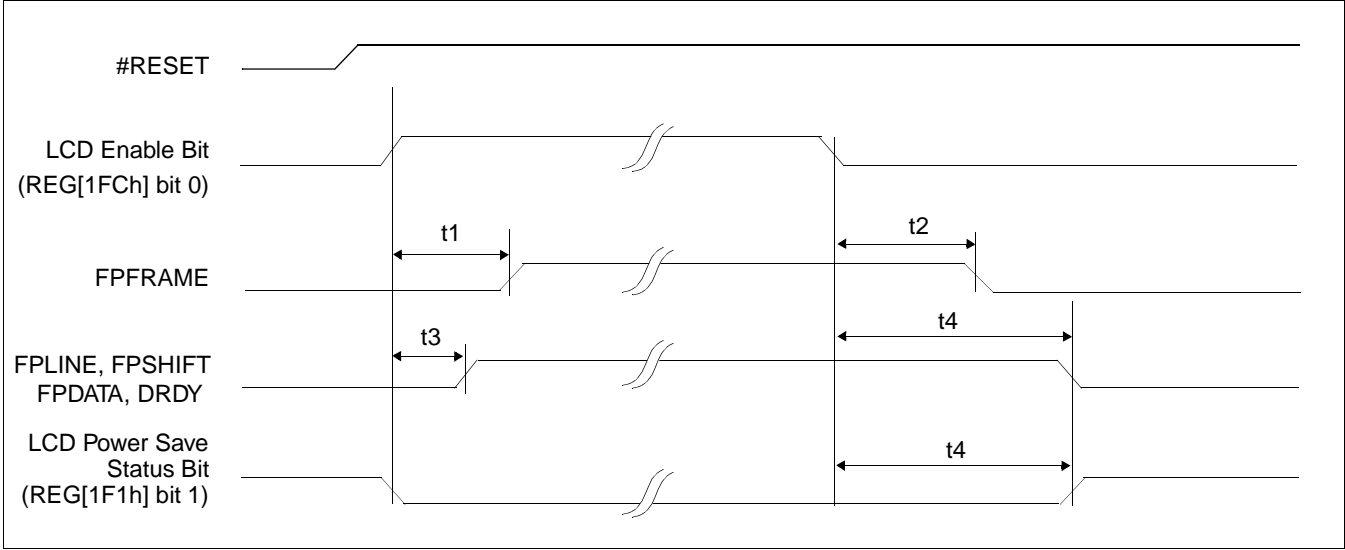 #RESET
LCD Enable Bit
(REG[1FCh] bit 0)
t1
t2
FPFRAME
t3
t4
FPLINE, FPSHIFT
FPDATA, DRDY
LCD Power Save
Status Bit
(REG[1F1h] bit 1)
t4